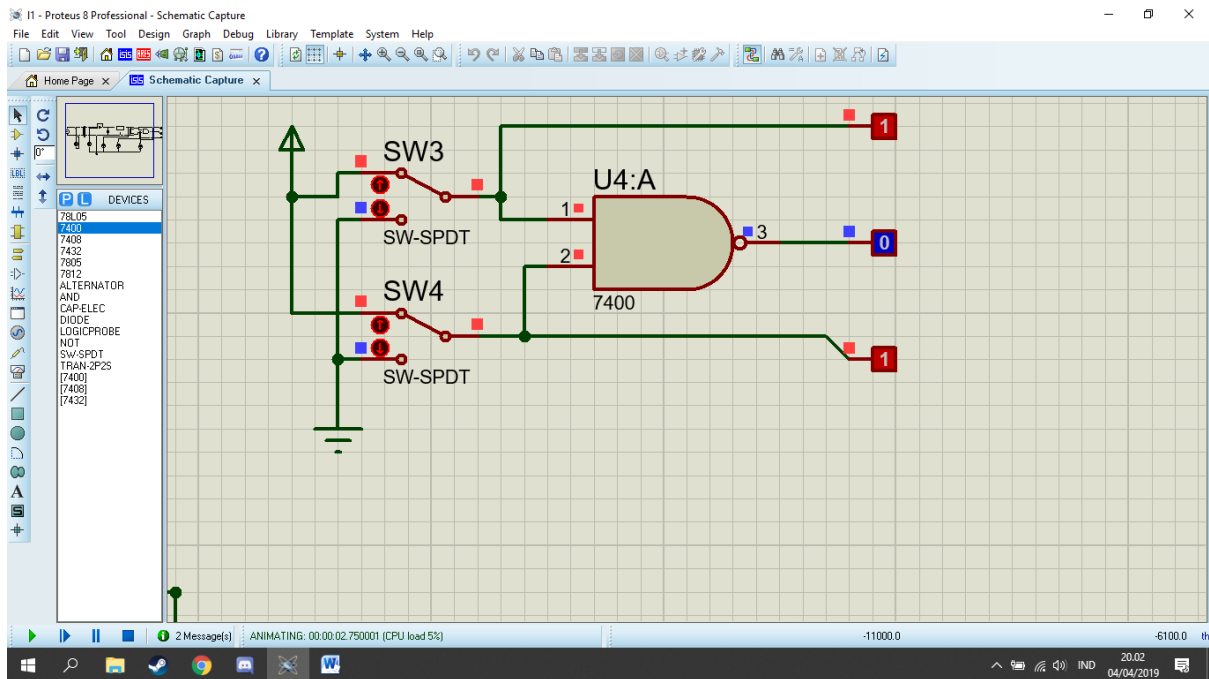 I1 - Proteus 8 Professional - Schematic Capture
File Edit View Tool Design Graph Debug Library Template System Help
Home Page Schematic Capture
0°
P L DEVICES
78L05
7400
7408
7432
7805
7812
ALTERNATOR
AND
CAP-ELEC
DIODE
LOGICPROBE
NOT
SW-SPDT
TRAN-2P2S
[7400]
[7408]
[7432]
SW3
SW-SPDT
SW4
SW-SPDT
U4:A
1
2
3
7400
1
0
1
2 Message(s) ANIMATING: 00:00:02.750001 (CPU load 5%) -11000.0 -6100.0 th
IND
20.02
04/04/2019